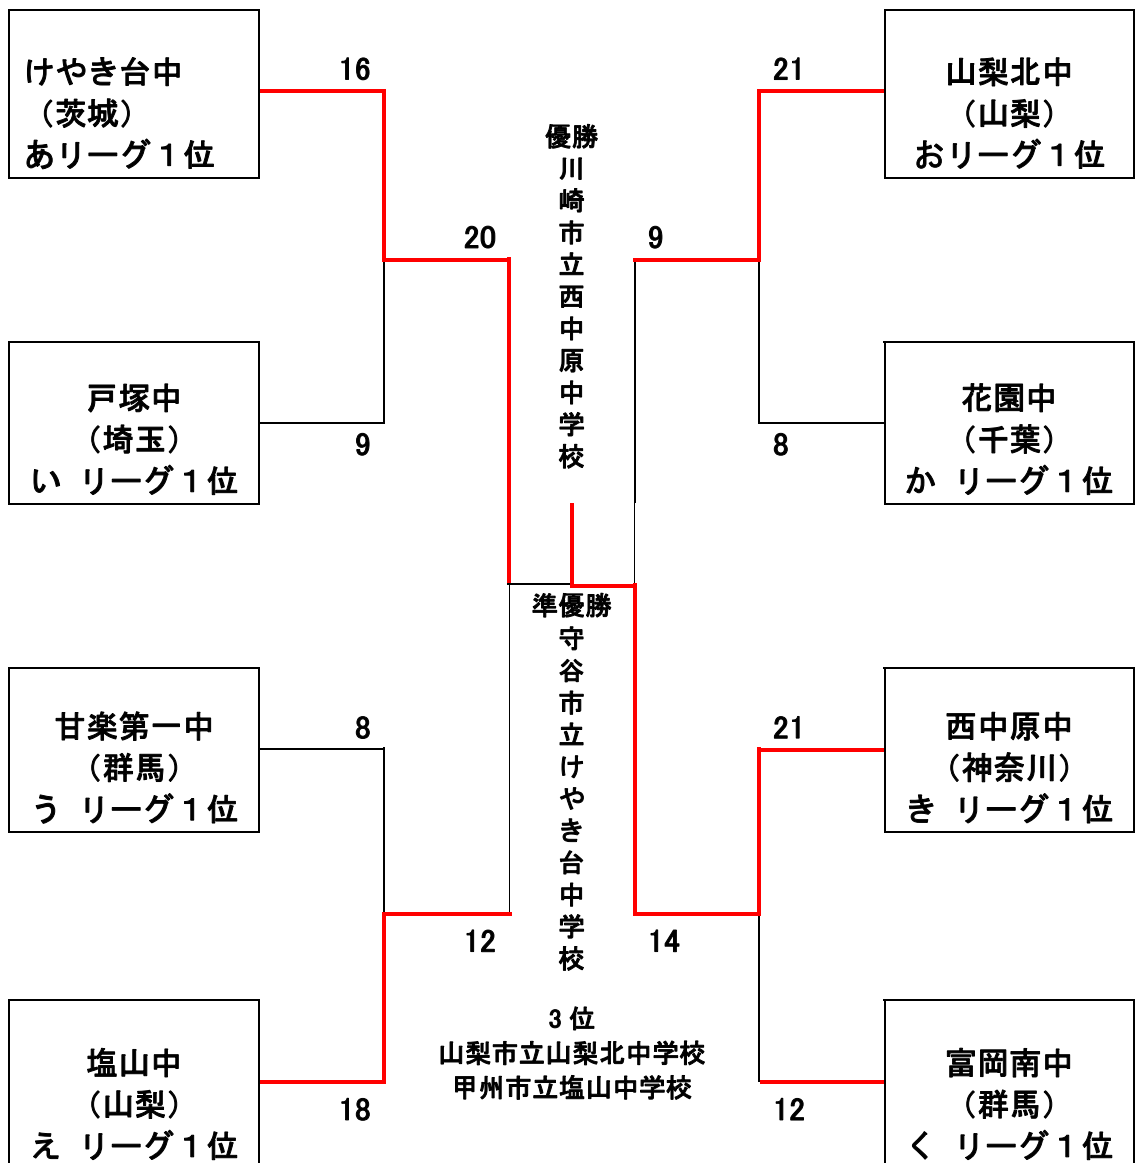 けやき台中
（茨城）
あリーグ１位
16
戸塚中
（埼玉）
い リーグ１位
9
20
甘楽第一中
（群馬）
う リーグ１位
8
塩山中
（山梨）
え リーグ１位
18
12
優勝
川崎市立西中原中学校
準優勝
守谷市立けやき台中学校
３位
山梨市立山梨北中学校
甲州市立塩山中学校
9
14
21
山梨北中
（山梨）
おリーグ１位
8
花園中
（千葉）
か リーグ１位
21
西中原中
（神奈川）
き リーグ１位
12
富岡南中
（群馬）
く リーグ１位